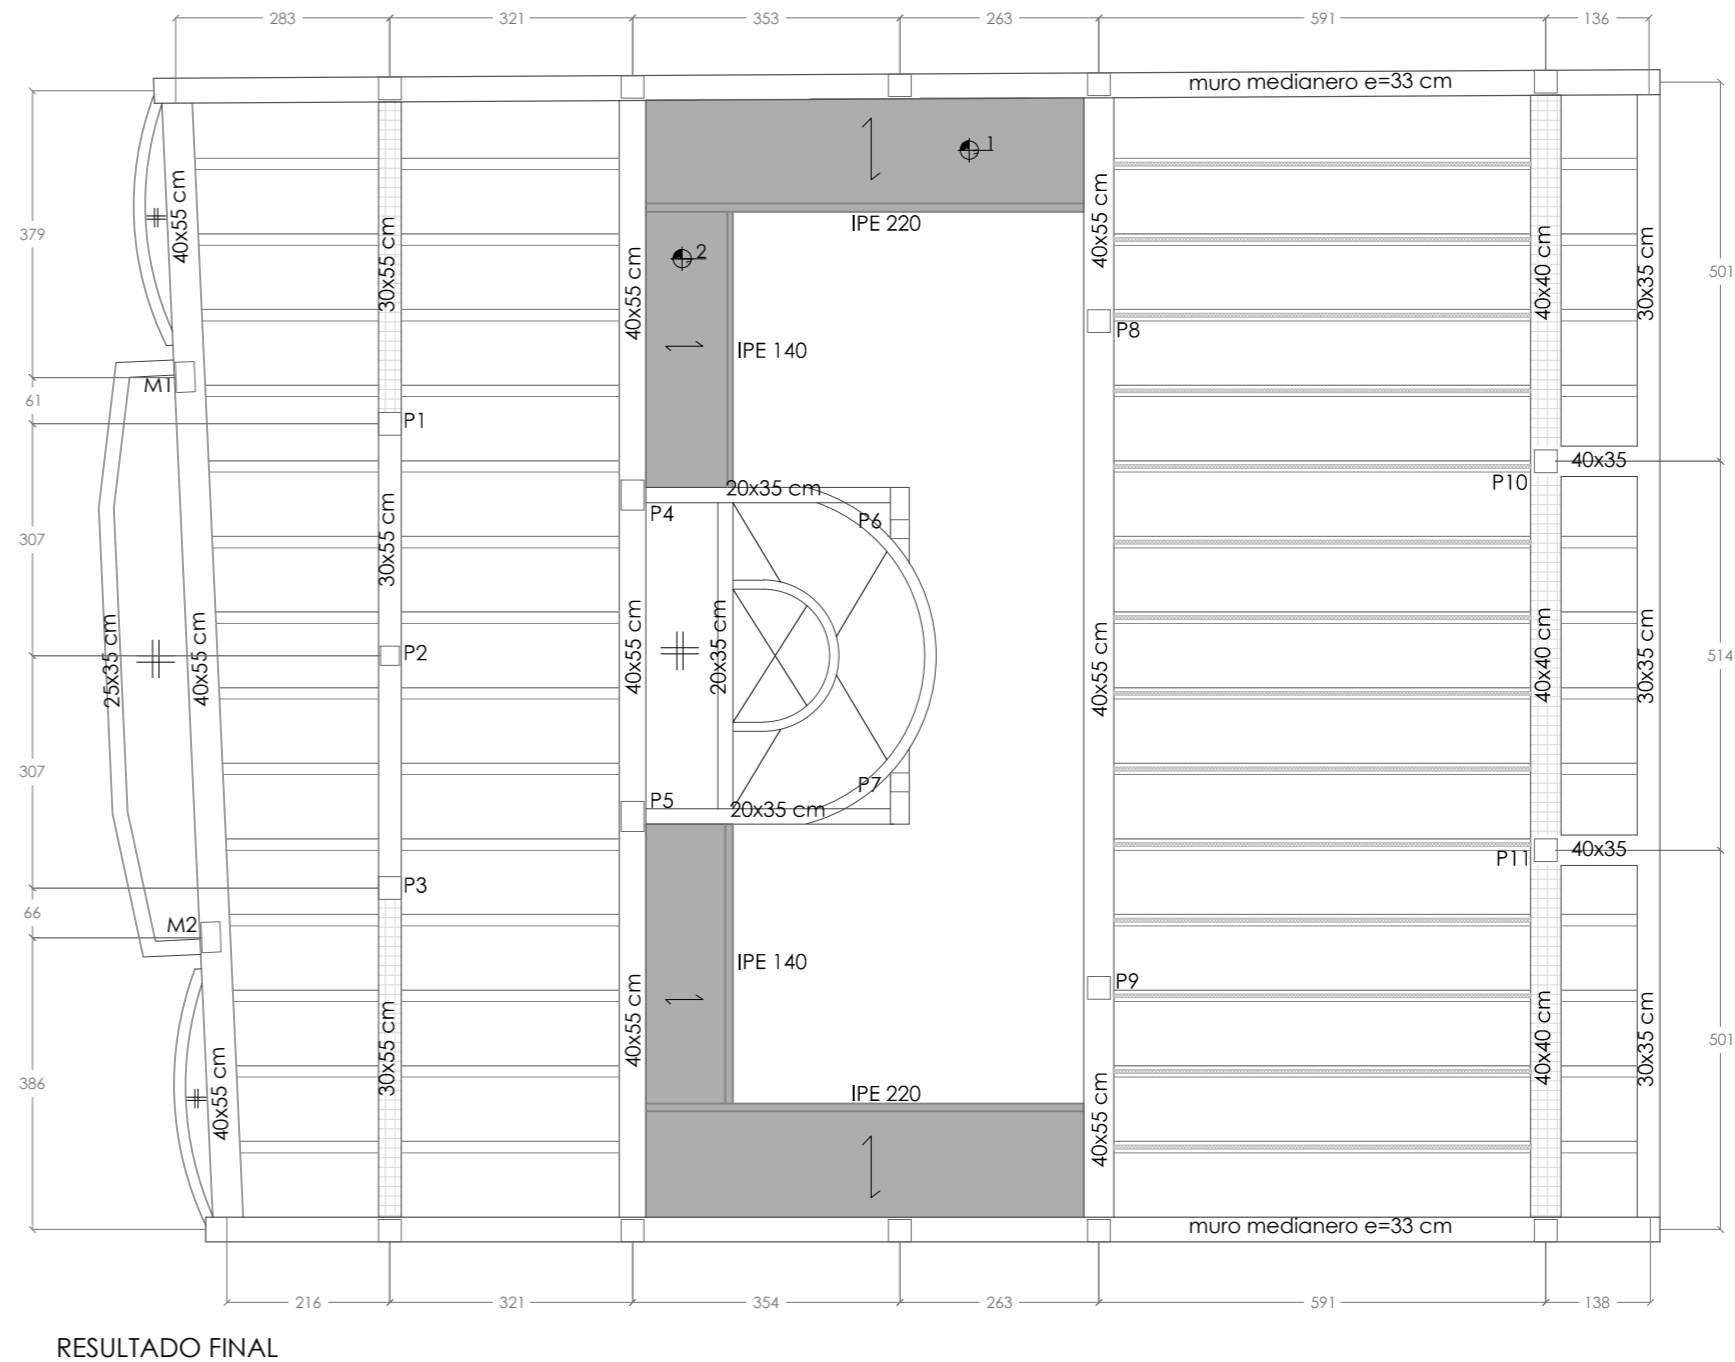 283
321
353
263
591
136
muro medianero e=33 cm
1
40x55 cm
30x55 cm
40x55 cm
2
IPE 220
40x55 cm
40x40 cm
30x35 cm
379
501
IPE 140
P8
M1
P1
61
40x35
P10
20x35 cm
P4
P6
30x55 cm
307
25x35 cm
40x55 cm
P2
40x55 cm
20x35 cm
40x55 cm
40x40 cm
30x35 cm
514
307
P7
P5
20x35 cm
P11
40x35
P3
66
M2
IPE 140
P9
30x55 cm
40x55 cm
40x40 cm
30x35 cm
501
386
40x55 cm
IPE 220
40x55 cm
muro medianero e=33 cm
216
321
354
263
591
138
RESULTADO FINAL